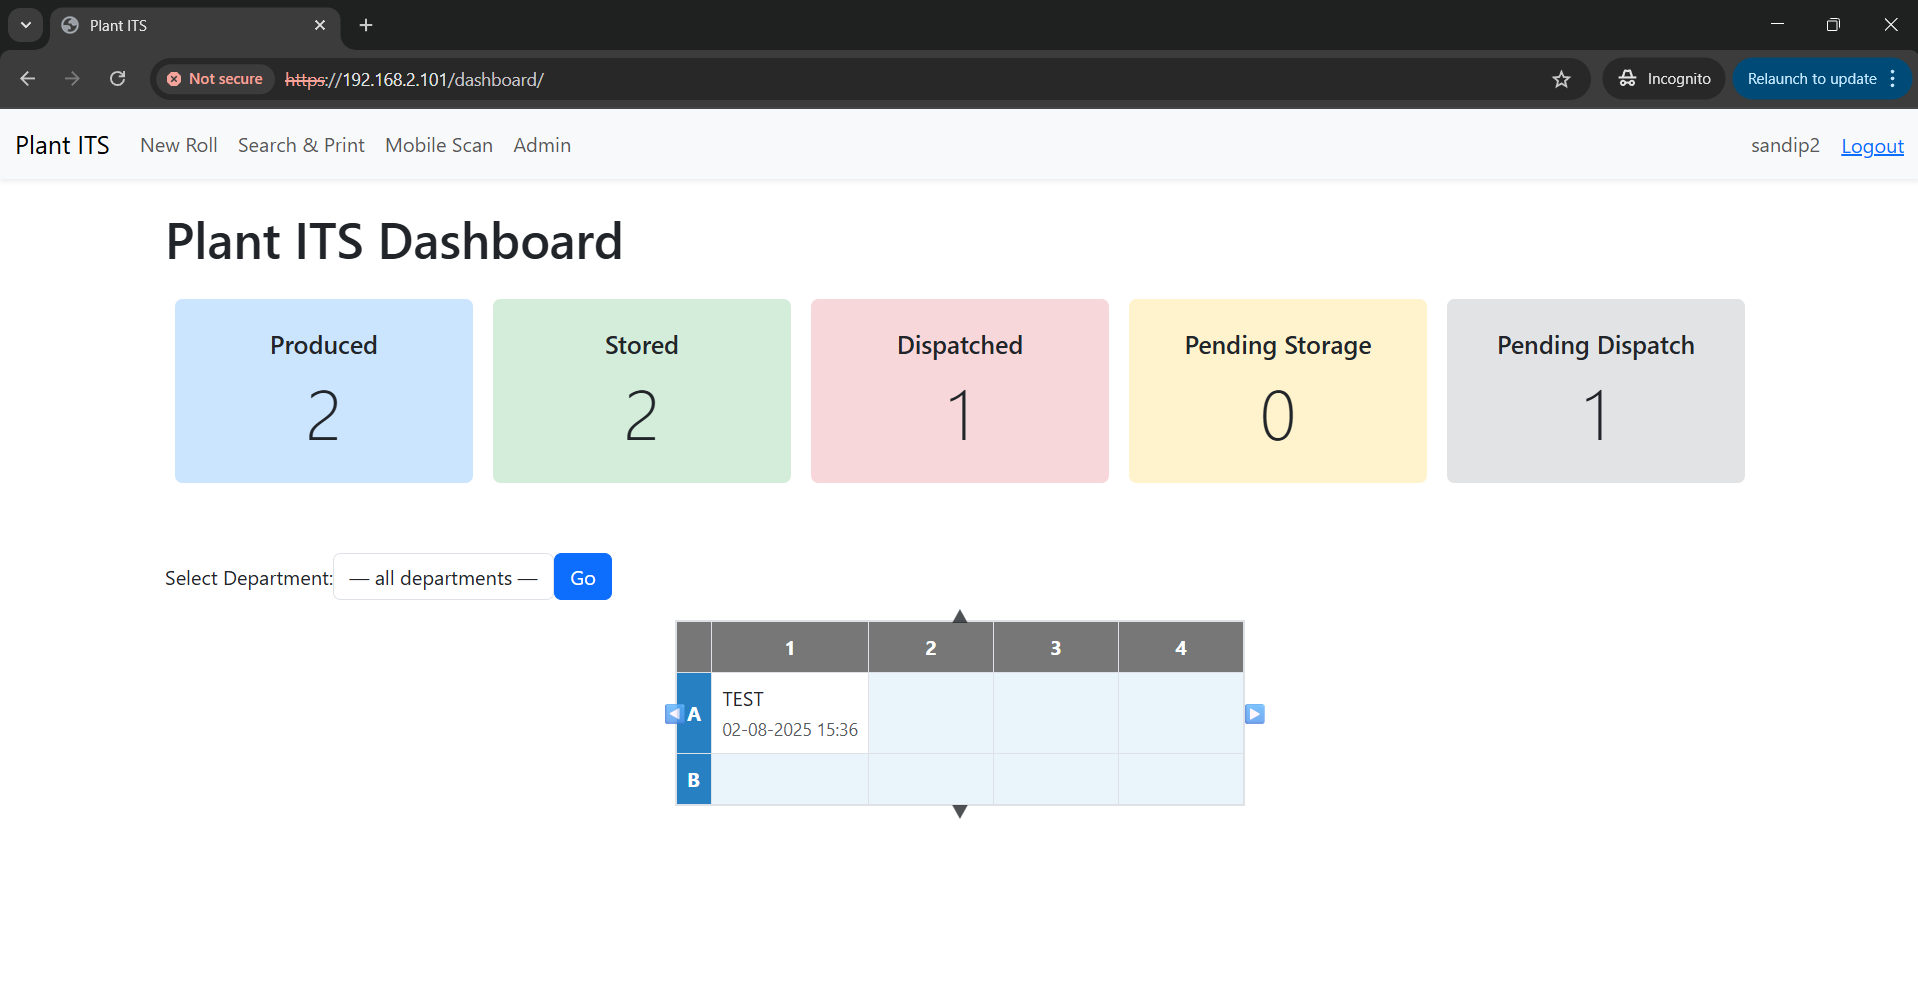 Plant ITS
Not secure https://192.168.2.101/dashboard/ Incognito Relaunch to update
Plant ITS New Roll Search & Print Mobile Scan Admin sandip2 Logout
Plant ITS Dashboard
Produced Stored Dispatched Pending Storage Pending Dispatch
2 2 1 0 1
Select Department: — all departments — Go
1 2 3 4
A TEST
02-08-2025 15:36
B